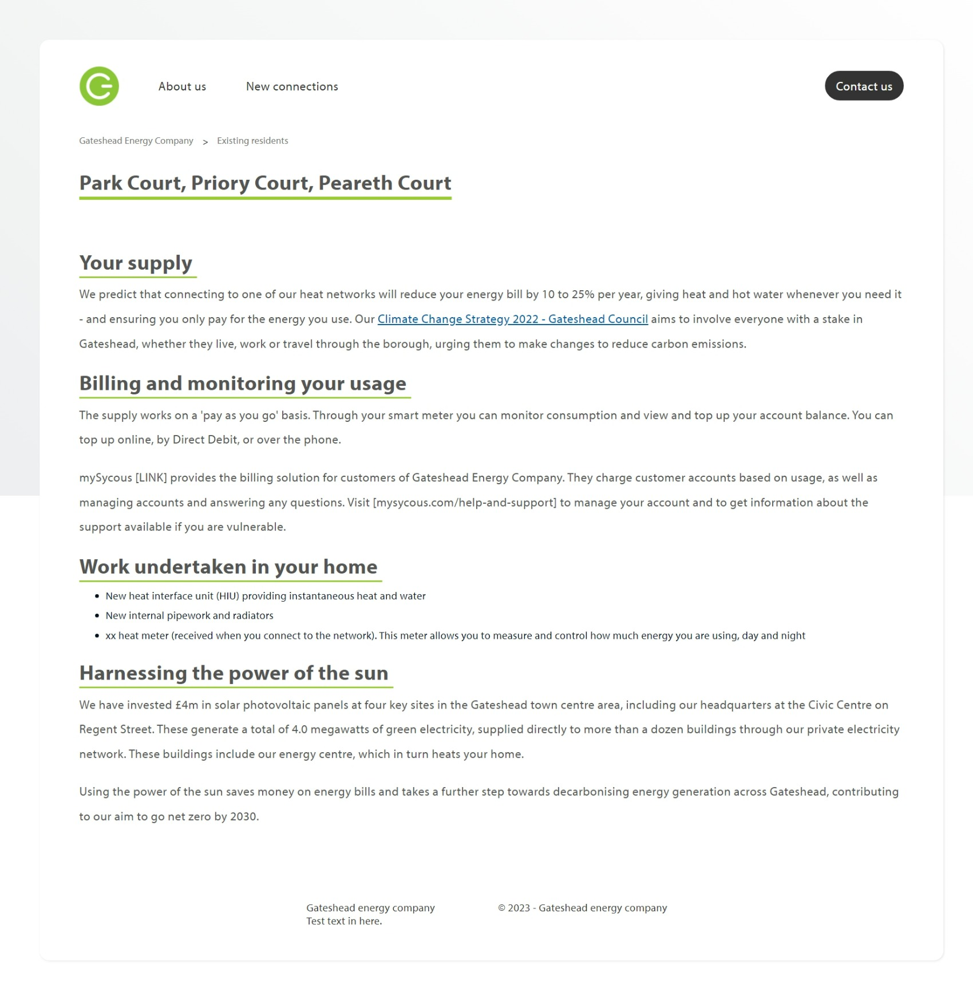 About us
New connections
Contact us
Gateshead Energy Company > Existing residents
Park Court, Priory Court, Peareth Court
Your supply
We predict that connecting to one of our heat networks will reduce your energy bill by 10 to 25% per year, giving heat and hot water whenever you need it
- and ensuring you only pay for the energy you use. Our Climate Change Strategy 2022 - Gateshead Council aims to involve everyone with a stake in
Gateshead, whether they live, work or travel through the borough, urging them to make changes to reduce carbon emissions.
Billing and monitoring your usage
The supply works on a 'pay as you go' basis. Through your smart meter you can monitor consumption and view and top up your account balance. You can
top up online, by Direct Debit, or over the phone.
mySycous [LINK] provides the billing solution for customers of Gateshead Energy Company. They charge customer accounts based on usage, as well as
managing accounts and answering any questions. Visit [mysycous.com/help-and-support] to manage your account and to get information about the
support available if you are vulnerable.
Work undertaken in your home
• New heat interface unit (HIU) providing instantaneous heat and water
• New internal pipework and radiators
• xx heat meter (received when you connect to the network). This meter allows you to measure and control how much energy you are using, day and night
Harnessing the power of the sun
We have invested £4m in solar photovoltaic panels at four key sites in the Gateshead town centre area, including our headquarters at the Civic Centre on
Regent Street. These generate a total of 4.0 megawatts of green electricity, supplied directly to more than a dozen buildings through our private electricity
network. These buildings include our energy centre, which in turn heats your home.
Using the power of the sun saves money on energy bills and takes a further step towards decarbonising energy generation across Gateshead, contributing
to our aim to go net zero by 2030.
Gateshead energy company
Test text in here.
© 2023 - Gateshead energy company